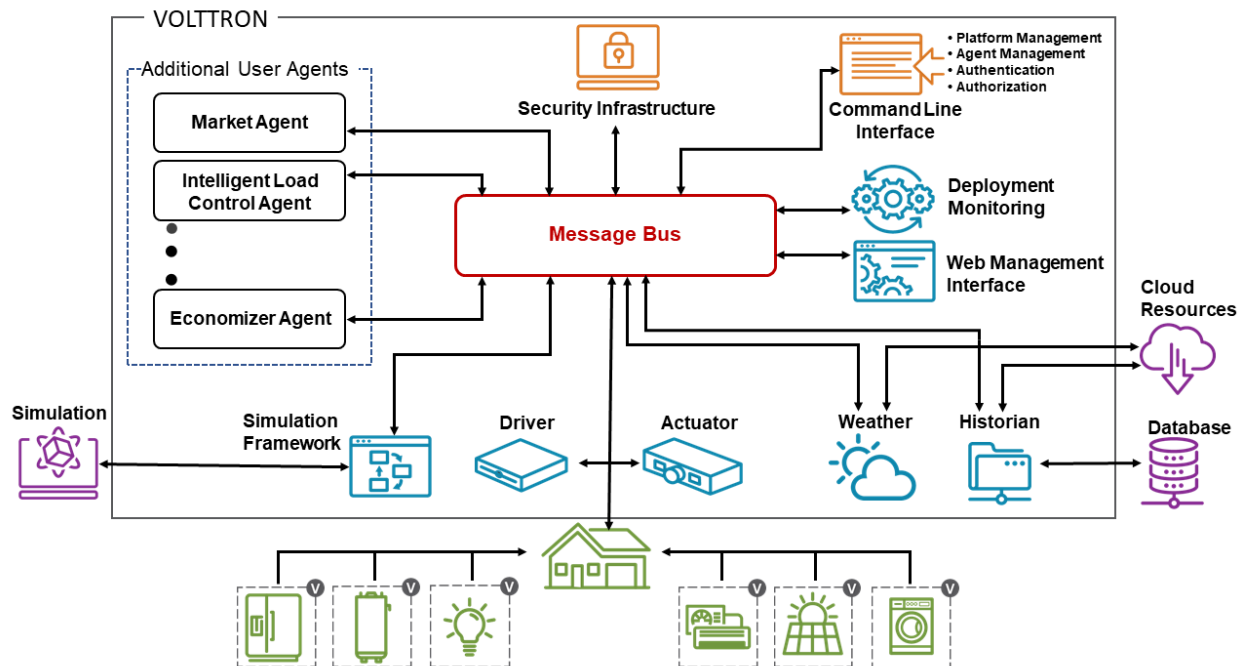 VOLTTRON
Additional User Agents
Market Agent
Intelligent Load
Control Agent
Economizer Agent
Security Infrastructure
• Platform Management
• Agent Management
• Authentication
• Authorization
Command Line
Interface
Message Bus
Deployment
Monitoring
Web Management
Interface
Cloud
Resources
Simulation
Simulation
Framework
Driver
Actuator
Weather
Historian
Database
V
V
V
V
V
V